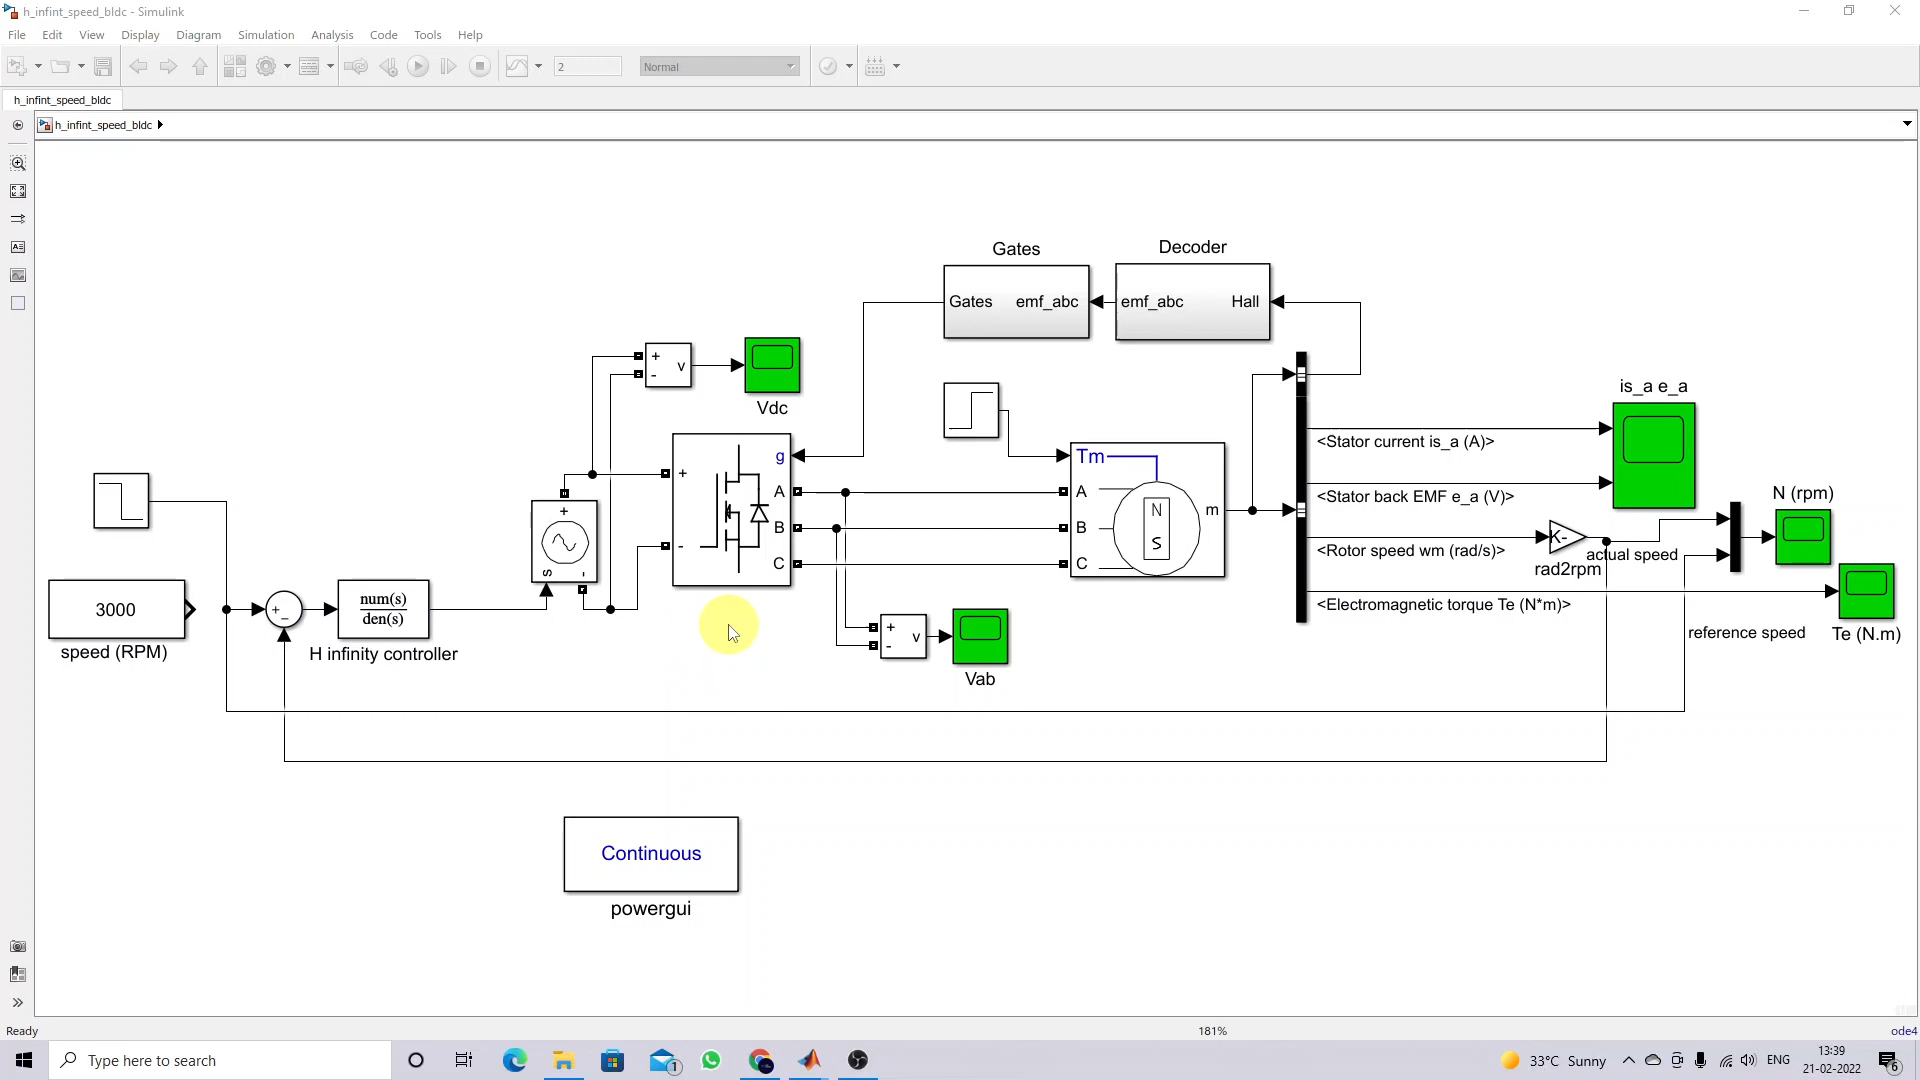 h_infint_speed_bldc - Simulink
File Edit View Display Diagram Simulation Analysis Code Tools Help
2
Normal
h_infint_speed_bldc
h_infint_speed_bldc
Gates
Decoder
Gates emf_abc
emf_abc Hall
+
-
v
Vdc
is_a e_a
<Stator current is_a (A)>
<Stator back EMF e_a (V)>
N (rpm)
g
+
-
A
B
C
Tm
A
B
C
N
S
m
+
s
-
K-
<Rotor speed wm (rad/s)>
actual speed
rad2rpm
<Electromagnetic torque Te (N*m)>
reference speed
Te (N.m)
3000
speed (RPM)
+
-
num(s)
den(s)
H infinity controller
+
-
v
Vab
Continuous
powergui
Ready
181%
ode4
Type here to search
1
33°C Sunny
ENG
13:39
21-02-2022
6